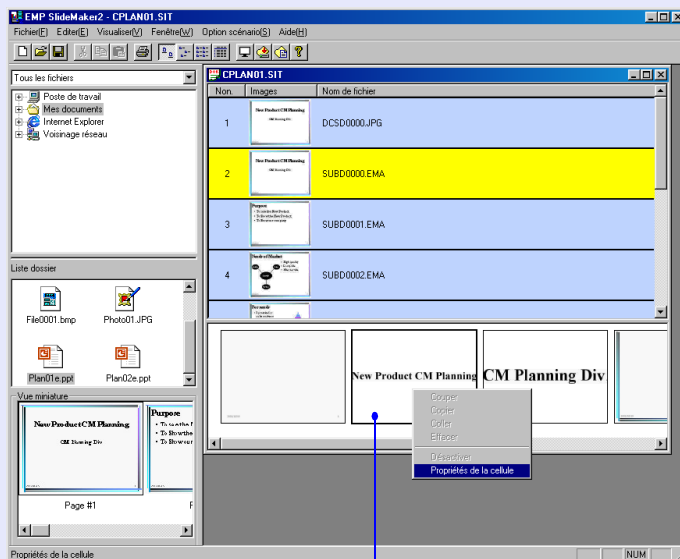 EMP SlideMaker2 - CPLAN01.SIT
Fichier(F) Editer(E) Visualiser(V) Fenêtre(W) Option scénario(S) Aide(H)
Tous les fichiers
Poste de travail
Mes documents
Internet Explorer
Voisinage réseau
Liste dossier
File0001.bmp Photo01.JPG
Plan01e.ppt Plan02e.ppt
Vue miniature
New Product CM Planning
CM Planning Div
Purpose
Page #1
CPLAN01.SIT
Non. Images Nom de fichier
1 New Product CM Planning DCSD0000.JPG
2 New Product CM Planning SUBD0000.EMA
3 Purpose SUBD0001.EMA
4 Needs of Market SUBD0002.EMA
New Product CM Planning CM Planning Div
Couper
Copier
Coller
Effacer
Désactiver
Propriétés de la cellule
Propriétés de la cellule NUM